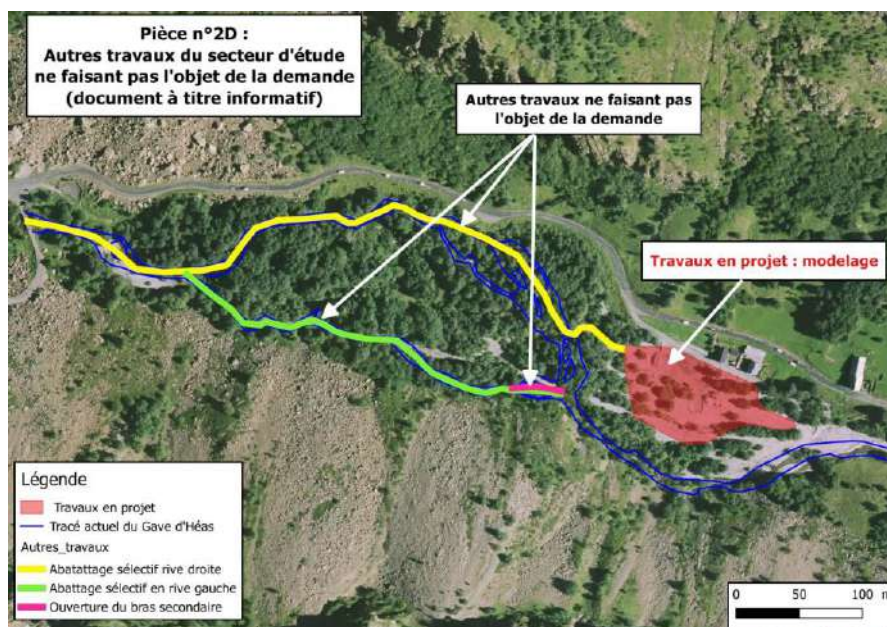 Pièce n°2D :
Autres travaux du secteur d'étude
ne faisant pas l'objet de la demande
(document à titre informatif)
Autres travaux ne faisant pas
l'objet de la demande
Travaux en projet : modelage
Légende
Travaux en projet
Tracé actuel du Gave d'Héas
Autres_travaux
Abatattage sélectif rive droite
Abattage sélectif en rive gauche
Ouverture du bras secondaire
0 50 100 m